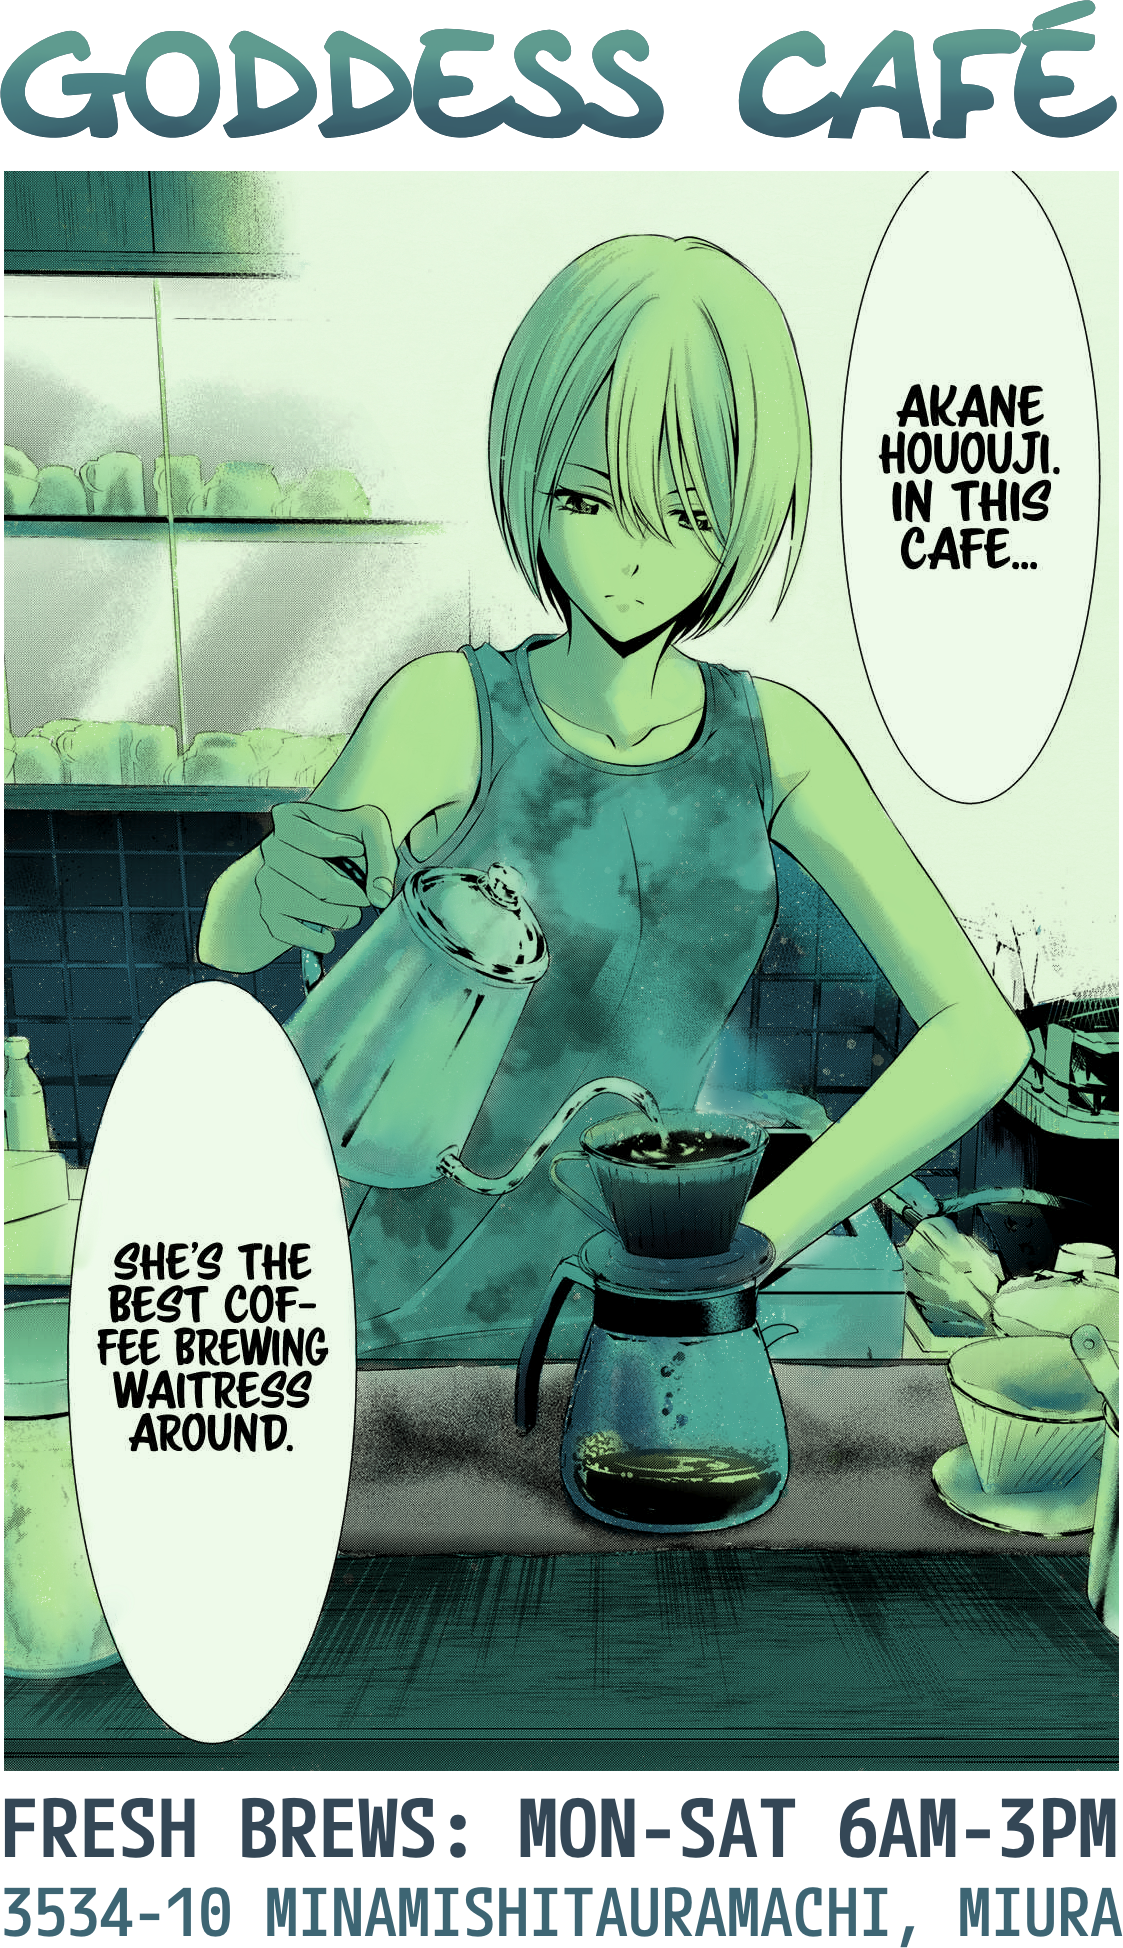 GODDESS CAFÉ
AKANE
HOUOUJI.
IN THIS
CAFE...
SHE'S THE
BEST COF-
FEE BREWING
WAITRESS
AROUND.
FRESH BREWS: MON-SAT 6AM-3PM
3534-10 MINAMISHITAURAMACHI, MIURA